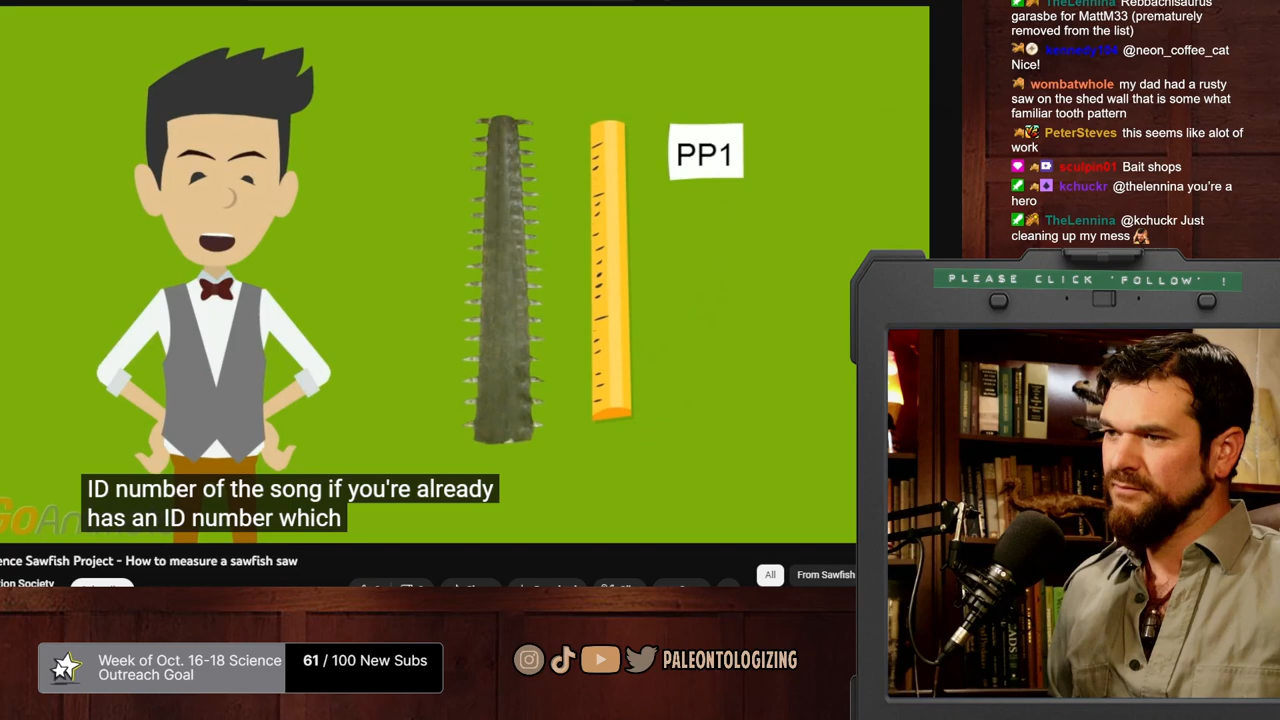 TheLennina Rebbachisaurus
garasbe for MattM33 (prematurely
removed from the list)
@neon_coffee_cat
Nice!
wombatwhole my dad had a rusty
saw on the shed wall that is some what
familiar tooth pattern
PeterSteves this seems like alot of
work
sculpin01 Bait shops
kchuckr @thelennina you're a
hero
TheLennina @kchuckr Just
cleaning up my mess
PP1
PLEASE CLICK 'FOLLOW' !
ID number of the song if you're already
has an ID number which
GoAn
ence Sawfish Project - How to measure a sawfish saw
tion Society
All
From Sawfish
Week of Oct. 16-18 Science
Outreach Goal
61 / 100 New Subs
PALEONTOLOGIZING